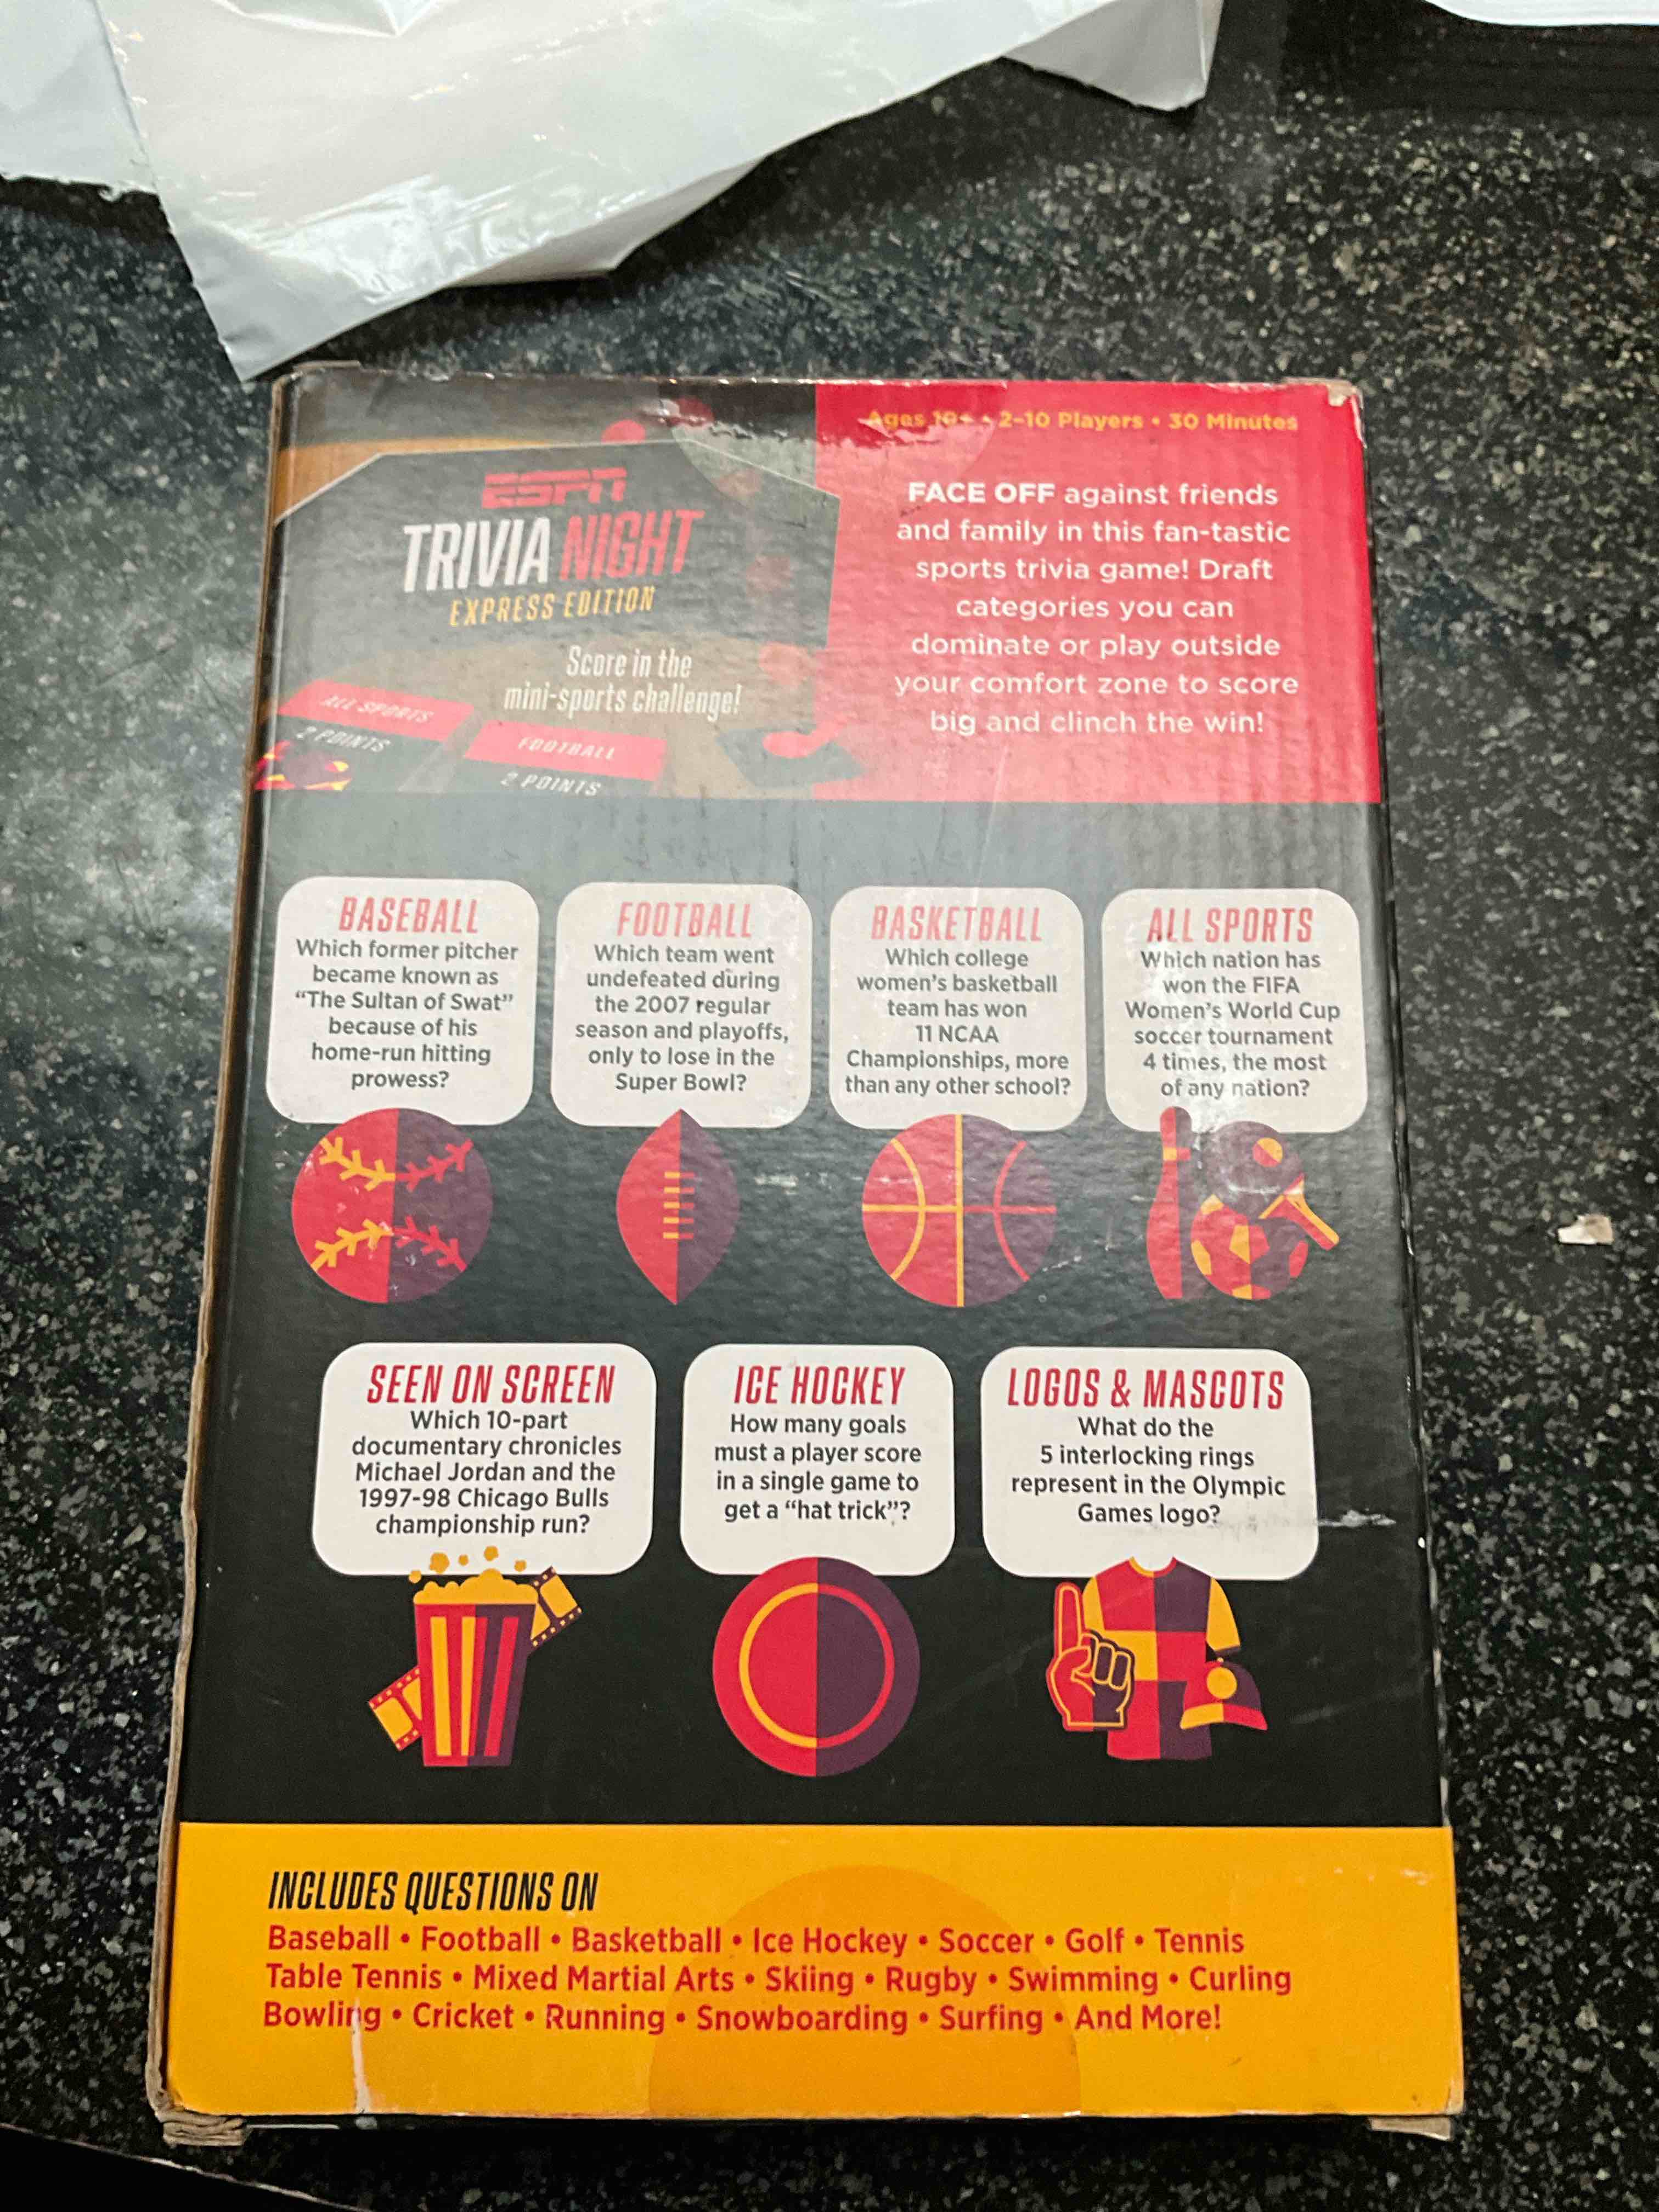 Ages 10+ • 2-10 Players • 30 Minutes
ESPN
TRIVIA NIGHT
EXPRESS EDITION
Score in the
mini-sports challenge!
ALL SPORTS
2 POINTS
FOOTBALL
2 POINTS
FACE OFF against friends
and family in this fan-tastic
sports trivia game! Draft
categories you can
dominate or play outside
your comfort zone to score
big and clinch the win!
BASEBALL
Which former pitcher
became known as
“The Sultan of Swat”
because of his
home-run hitting
prowess?
FOOTBALL
Which team went
undefeated during
the 2007 regular
season and playoffs,
only to lose in the
Super Bowl?
BASKETBALL
Which college
women's basketball
team has won
11 NCAA
Championships, more
than any other school?
ALL SPORTS
Which nation has
won the FIFA
Women's World Cup
soccer tournament
4 times, the most
of any nation?
SEEN ON SCREEN
Which 10-part
documentary chronicles
Michael Jordan and the
1997-98 Chicago Bulls
championship run?
ICE HOCKEY
How many goals
must a player score
in a single game to
get a “hat trick”?
LOGOS & MASCOTS
What do the
5 interlocking rings
represent in the Olympic
Games logo?
INCLUDES QUESTIONS ON
Baseball • Football • Basketball • Ice Hockey • Soccer • Golf • Tennis
Table Tennis • Mixed Martial Arts • Skiing • Rugby • Swimming • Curling
Bowling • Cricket • Running • Snowboarding • Surfing • And More!